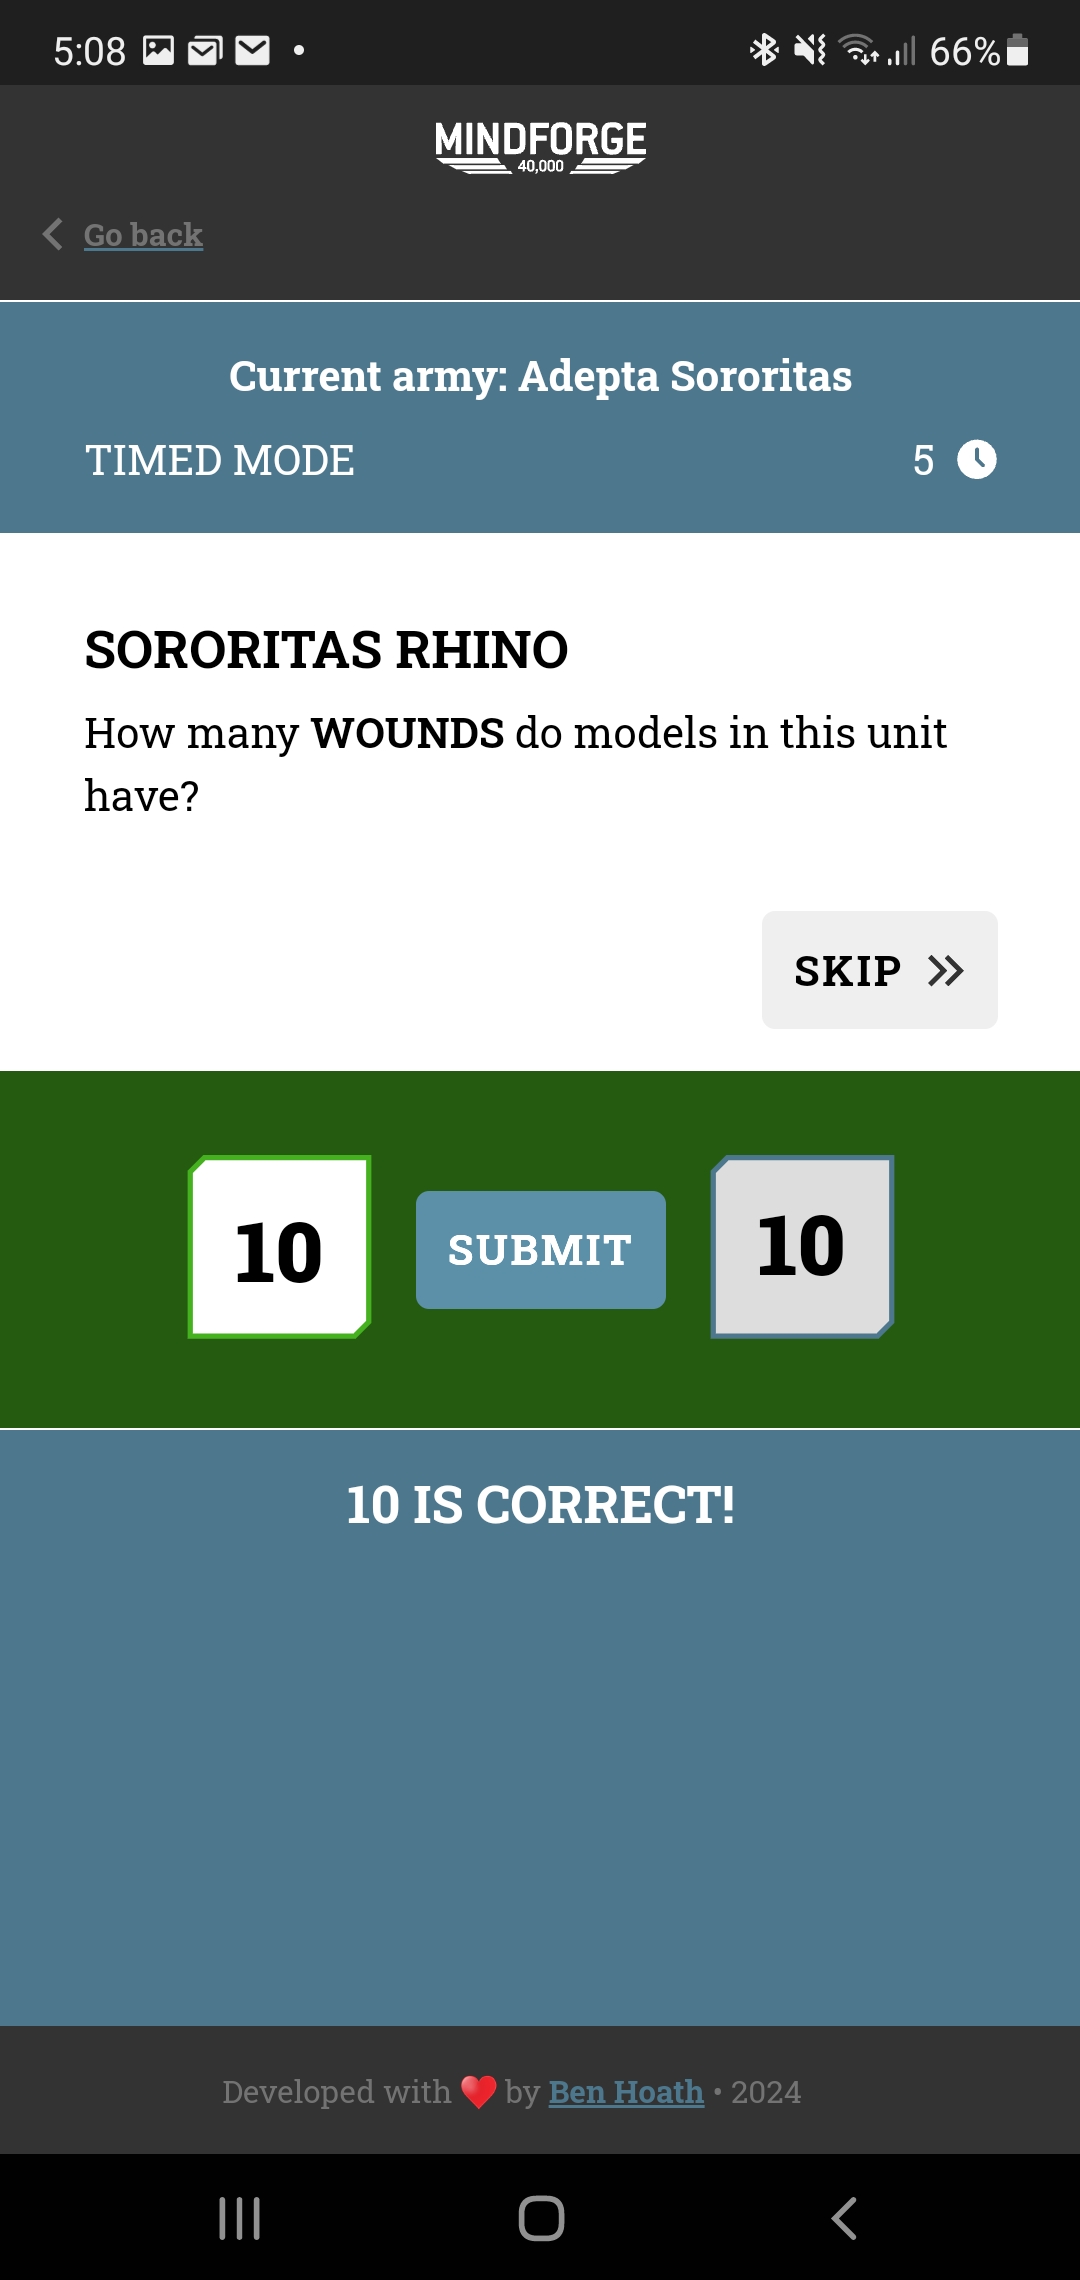 5:08
66%
MINDFORGE
40,000
Go back
Current army: Adepta Sororitas
TIMED MODE
5
SORORITAS RHINO
How many WOUNDS do models in this unit
have?
SKIP
10
SUBMIT
10
10 IS CORRECT!
Developed with ❤️ by Ben Hoath • 2024